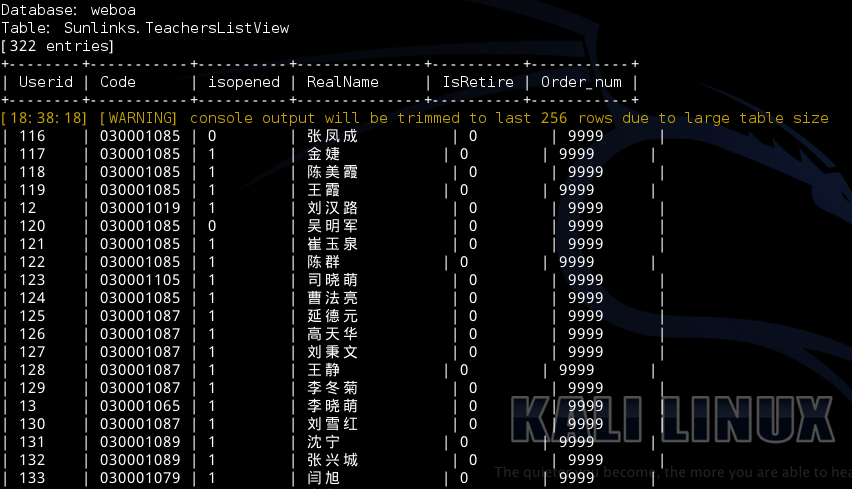 Database: weboa
Table: Sunlinks.TeachersListView
[322 entries]
+--------+-----------+----------+-------------+----------+-----------+
| Userid | Code | isopened | RealName | IsRetire | Order_num |
+--------+-----------+----------+-------------+----------+-----------+
[18:38:18] [WARNING] console output will be trimmed to last 256 rows due to large table size
| 116 | 030001085 | 0 | 张凤成 | 0 | 9999 |
| 117 | 030001085 | 1 | 金婕 | 0 | 9999 |
| 118 | 030001085 | 1 | 陈美霞 | 0 | 9999 |
| 119 | 030001085 | 1 | 王霞 | 0 | 9999 |
| 12 | 030001019 | 1 | 刘汉路 | 0 | 9999 |
| 120 | 030001085 | 0 | 吴明军 | 0 | 9999 |
| 121 | 030001085 | 1 | 崔玉泉 | 0 | 9999 |
| 122 | 030001085 | 1 | 陈群 | 0 | 9999 |
| 123 | 030001105 | 1 | 司晓萌 | 0 | 9999 |
| 124 | 030001085 | 1 | 曹法亮 | 0 | 9999 |
| 125 | 030001087 | 1 | 延德元 | 0 | 9999 |
| 126 | 030001087 | 1 | 高天华 | 0 | 9999 |
| 127 | 030001087 | 1 | 刘秉文 | 0 | 9999 |
| 128 | 030001087 | 1 | 王静 | 0 | 9999 |
| 129 | 030001087 | 1 | 李冬菊 | 0 | 9999 |
| 13 | 030001065 | 1 | 李晓萌 | 0 | 9999 |
| 130 | 030001087 | 1 | 刘雪红 | 0 | 9999 |
| 131 | 030001089 | 1 | 沈宁 | 0 | 9999 |
| 132 | 030001089 | 1 | 张兴城 | 0 | 9999 |
| 133 | 030001079 | 1 | 闫旭 | 0 | 9999 |
KALI LINUX
The quieter you become, the more you are able to hea